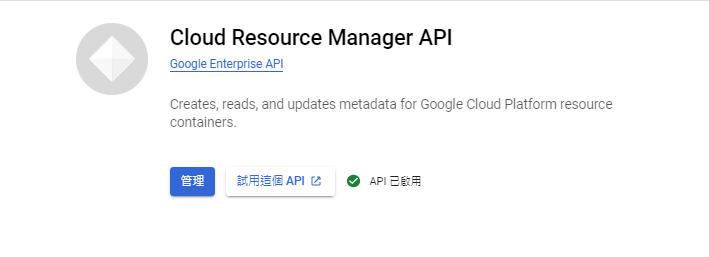 Cloud Resource Manager API
Google Enterprise API
Creates, reads, and updates metadata for Google Cloud Platform resource
containers.
管理 試用這個 API API 已啟用